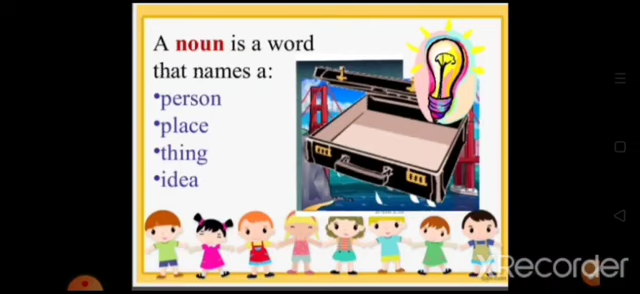 A noun is a word
that names a:
•person
•place
•thing
•idea
XRecorder